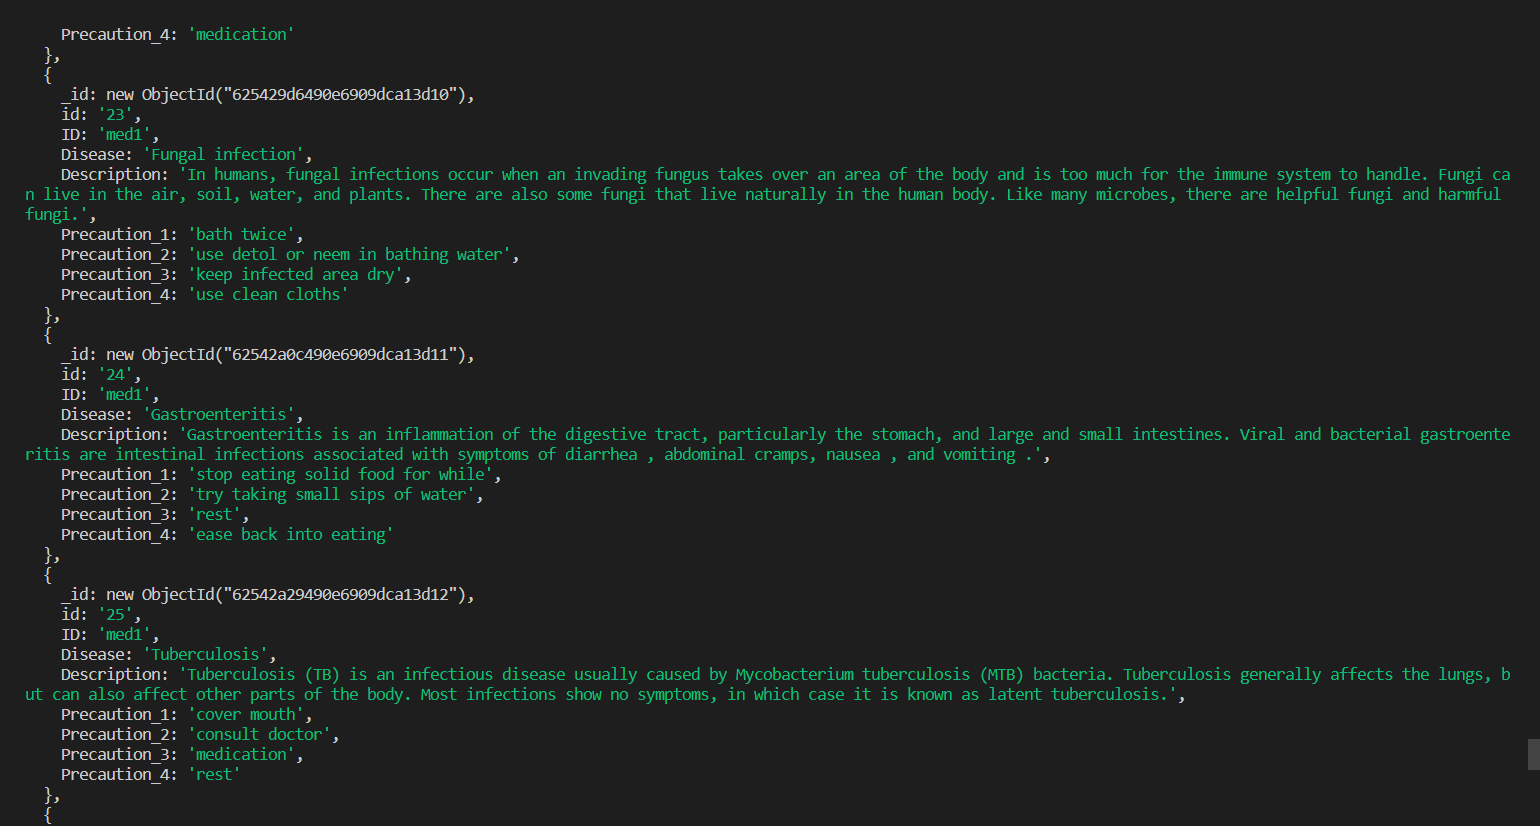 Precaution_4: 'medication'
},
{
_id: new ObjectId("625429d6490e6909dca13d10"),
id: '23',
ID: 'med1',
Disease: 'Fungal infection',
Description: 'In humans, fungal infections occur when an invading fungus takes over an area of the body and is too much for the immune system to handle. Fungi ca
n live in the air, soil, water, and plants. There are also some fungi that live naturally in the human body. Like many microbes, there are helpful fungi and harmful
fungi.',
Precaution_1: 'bath twice',
Precaution_2: 'use detol or neem in bathing water',
Precaution_3: 'keep infected area dry',
Precaution_4: 'use clean cloths'
},
{
_id: new ObjectId("62542a0c490e6909dca13d11"),
id: '24',
ID: 'med1',
Disease: 'Gastroenteritis',
Description: 'Gastroenteritis is an inflammation of the digestive tract, particularly the stomach, and large and small intestines. Viral and bacterial gastroente
ritis are intestinal infections associated with symptoms of diarrhea , abdominal cramps, nausea , and vomiting .',
Precaution_1: 'stop eating solid food for while',
Precaution_2: 'try taking small sips of water',
Precaution_3: 'rest',
Precaution_4: 'ease back into eating'
},
{
_id: new ObjectId("62542a29490e6909dca13d12"),
id: '25',
ID: 'med1',
Disease: 'Tuberculosis',
Description: 'Tuberculosis (TB) is an infectious disease usually caused by Mycobacterium tuberculosis (MTB) bacteria. Tuberculosis generally affects the lungs, b
ut can also affect other parts of the body. Most infections show no symptoms, in which case it is known as latent tuberculosis.',
Precaution_1: 'cover mouth',
Precaution_2: 'consult doctor',
Precaution_3: 'medication',
Precaution_4: 'rest'
},
{